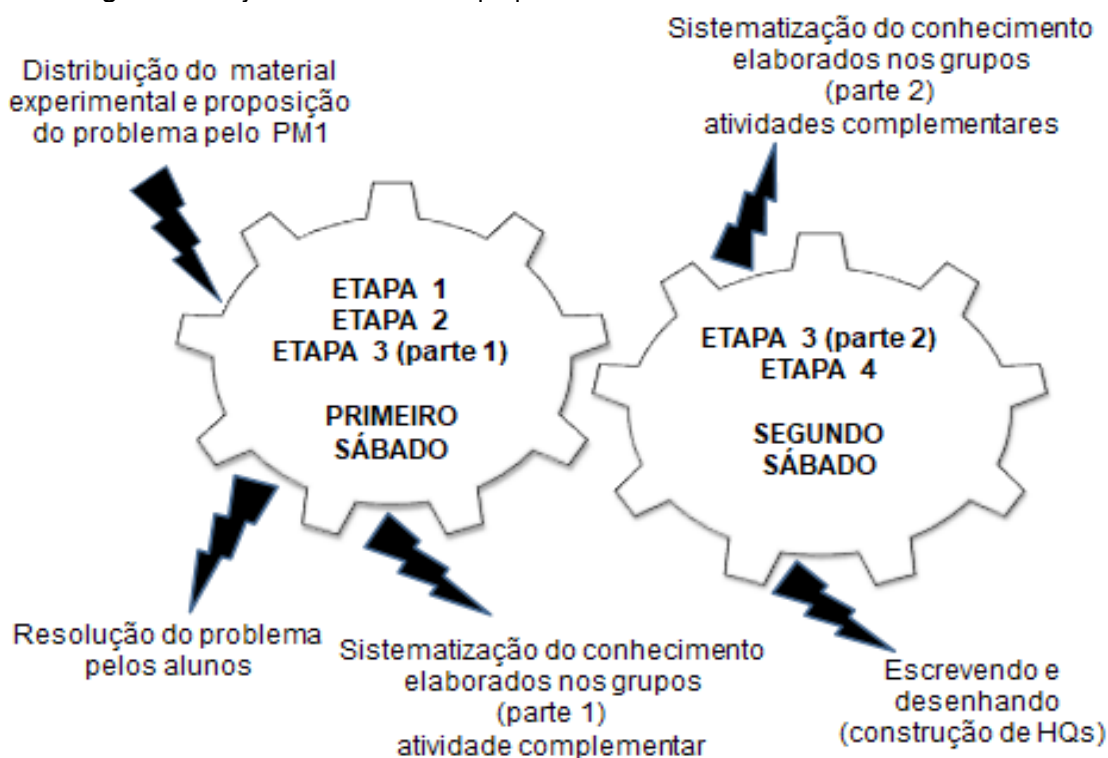 Distribuição do material
experimental e proposição
do problema pelo PM1
ETAPA 1
ETAPA 2
ETAPA 3 (parte 1)
PRIMEIRO
SÁBADO
Resolução do problema
pelos alunos
Sistematização do conhecimento
elaborados nos grupos
(parte 1)
atividade complementar
Sistematização do conhecimento
elaborados nos grupos
(parte 2)
atividades complementares
ETAPA 3 (parte 2)
ETAPA 4
SEGUNDO
SÁBADO
Escrevendo e
desenhando
(construção de HQs)